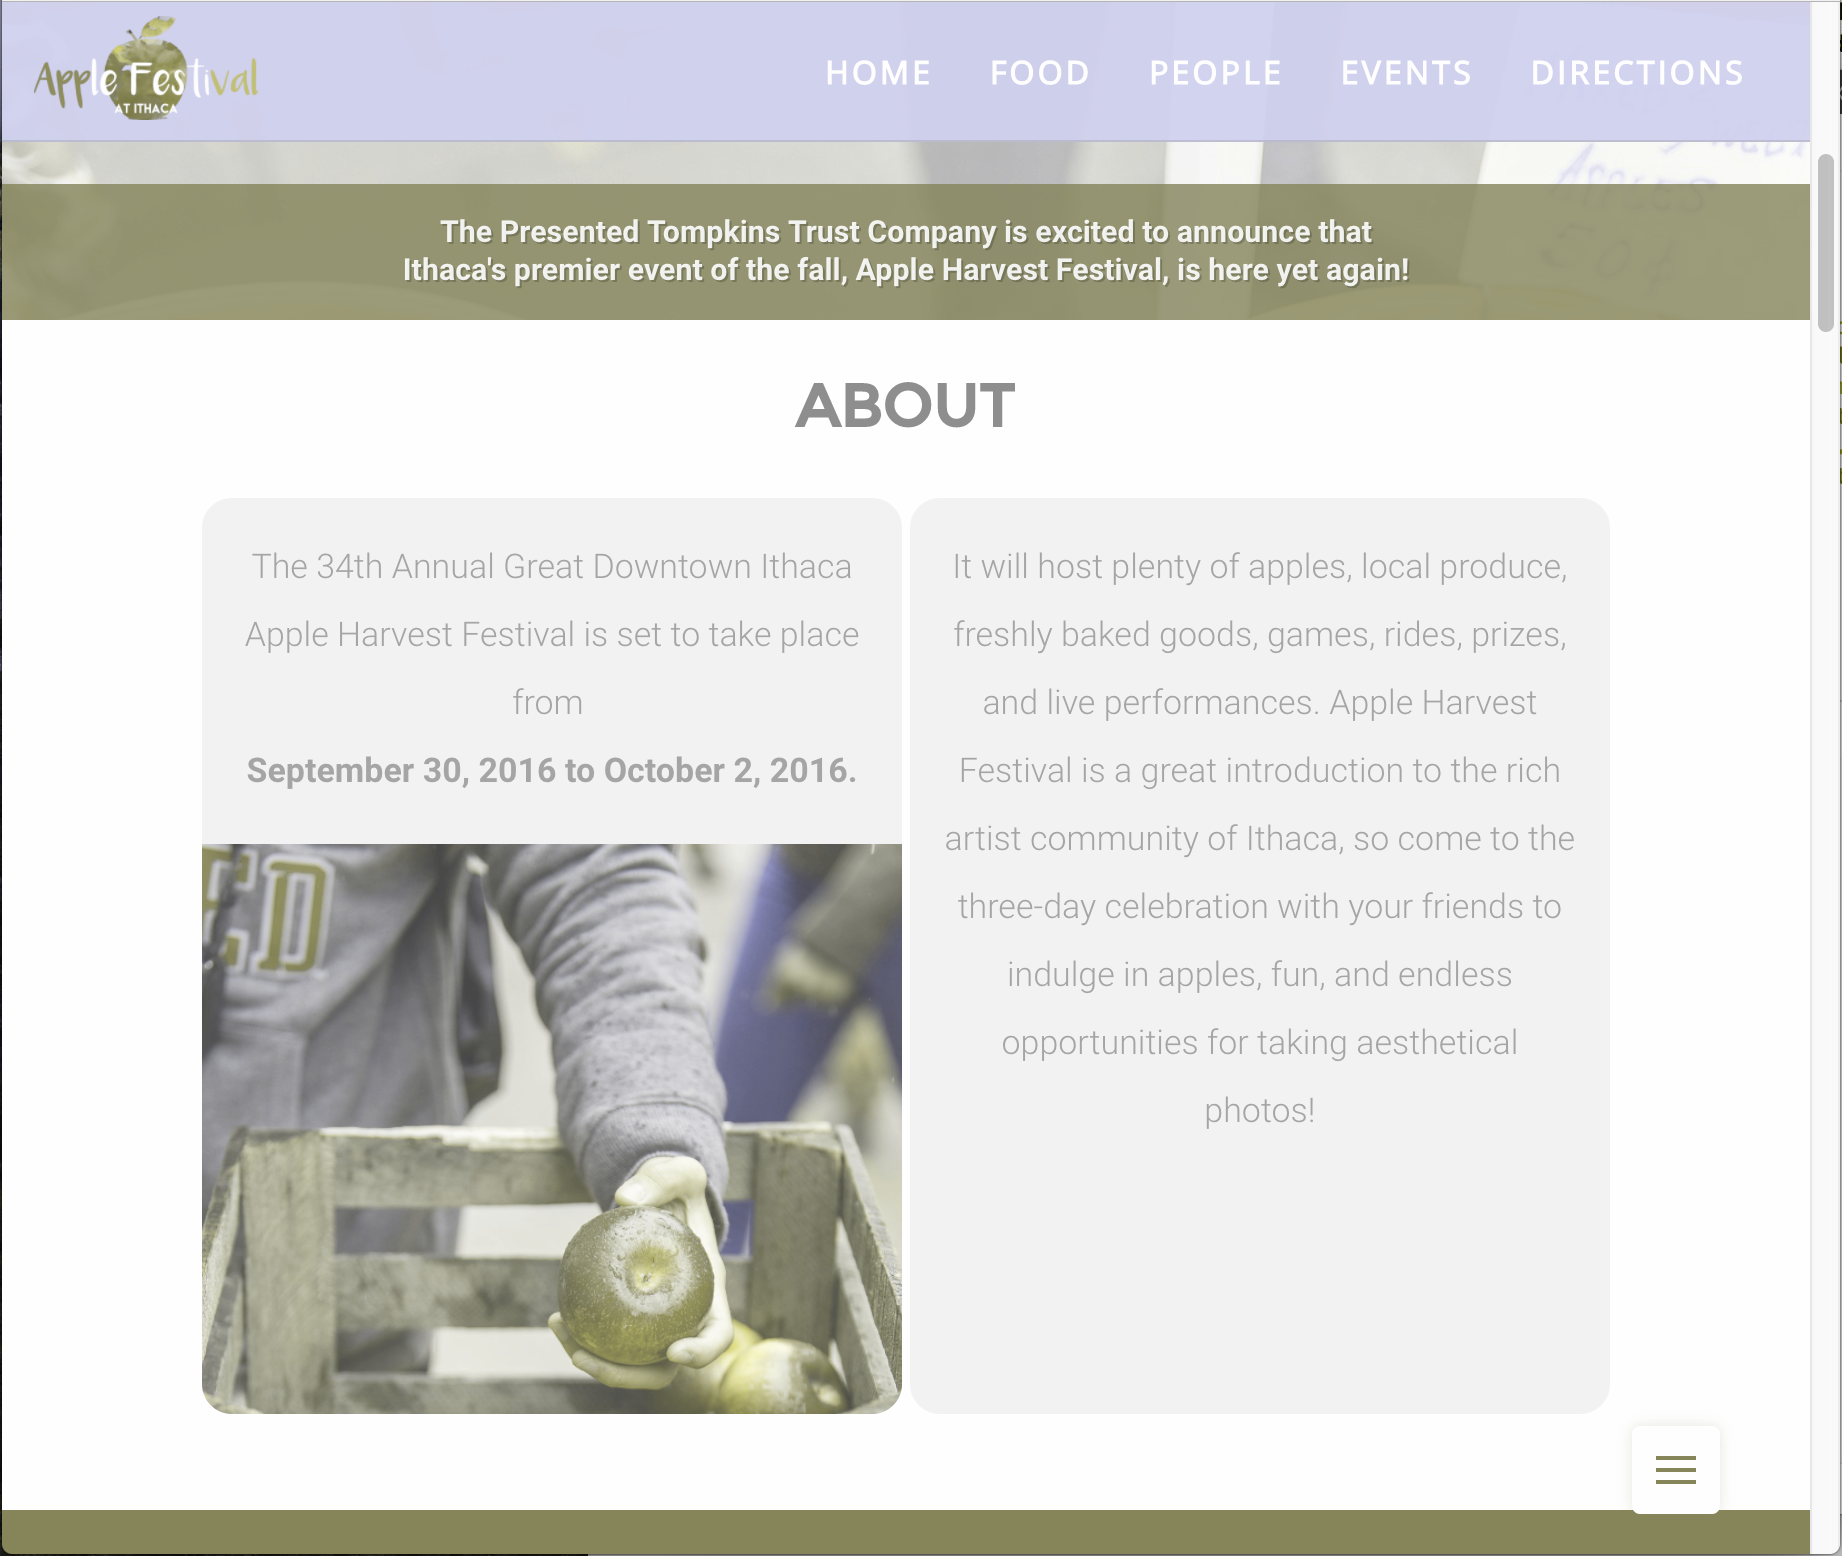 Apple Festival
AT ITHACA
HOME FOOD PEOPLE EVENTS DIRECTIONS
APPLES
50¢
The Presented Tompkins Trust Company is excited to announce that
Ithaca's premier event of the fall, Apple Harvest Festival, is here yet again!
ABOUT
The 34th Annual Great Downtown Ithaca
Apple Harvest Festival is set to take place
from
September 30, 2016 to October 2, 2016.
ED
It will host plenty of apples, local produce,
freshly baked goods, games, rides, prizes,
and live performances. Apple Harvest
Festival is a great introduction to the rich
artist community of Ithaca, so come to the
three-day celebration with your friends to
indulge in apples, fun, and endless
opportunities for taking aesthetical
photos!